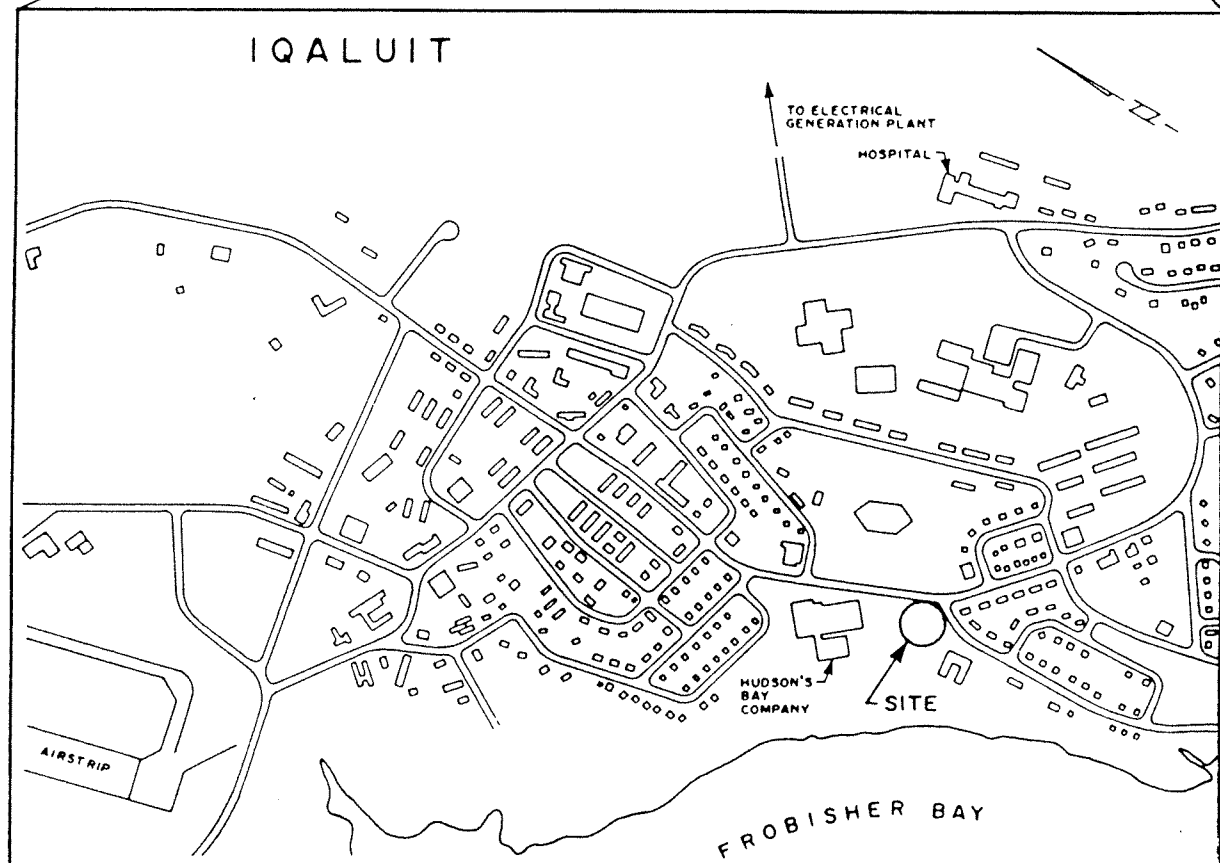 IQALUIT
TO ELECTRICAL
GENERATION PLANT
HOSPITAL
N
HUDSON'S
BAY
COMPANY
SITE
AIRSTRIP
FROBISHER BAY